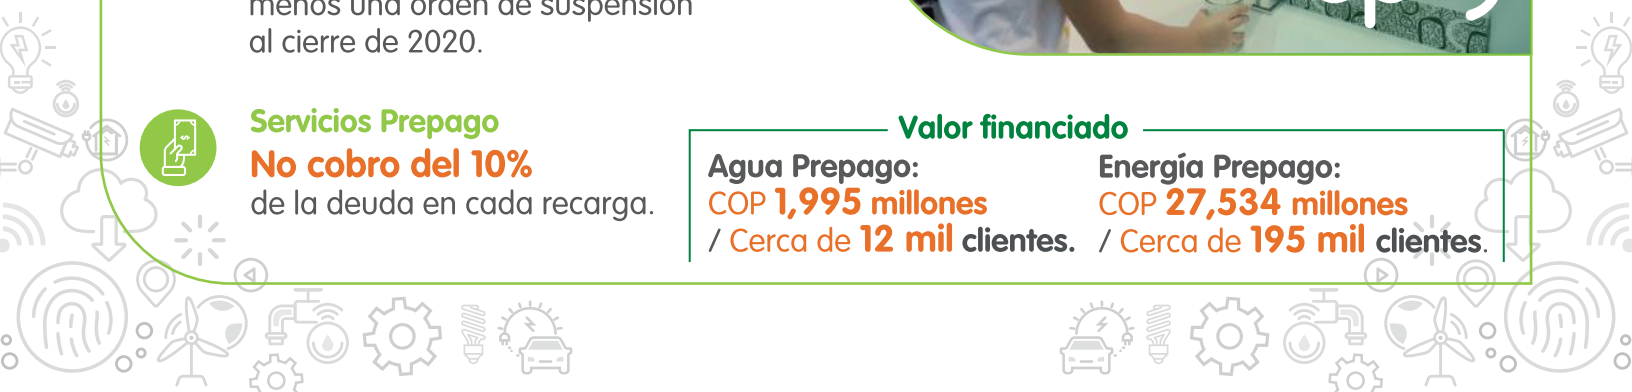 menos una orden de suspensión
al cierre de 2020.
Servicios Prepago
No cobro del 10%
de la deuda en cada recarga.
Valor financiado
Agua Prepago:
COP 1,995 millones
/ Cerca de 12 mil clientes.
Energía Prepago:
COP 27,534 millones
/ Cerca de 195 mil clientes.